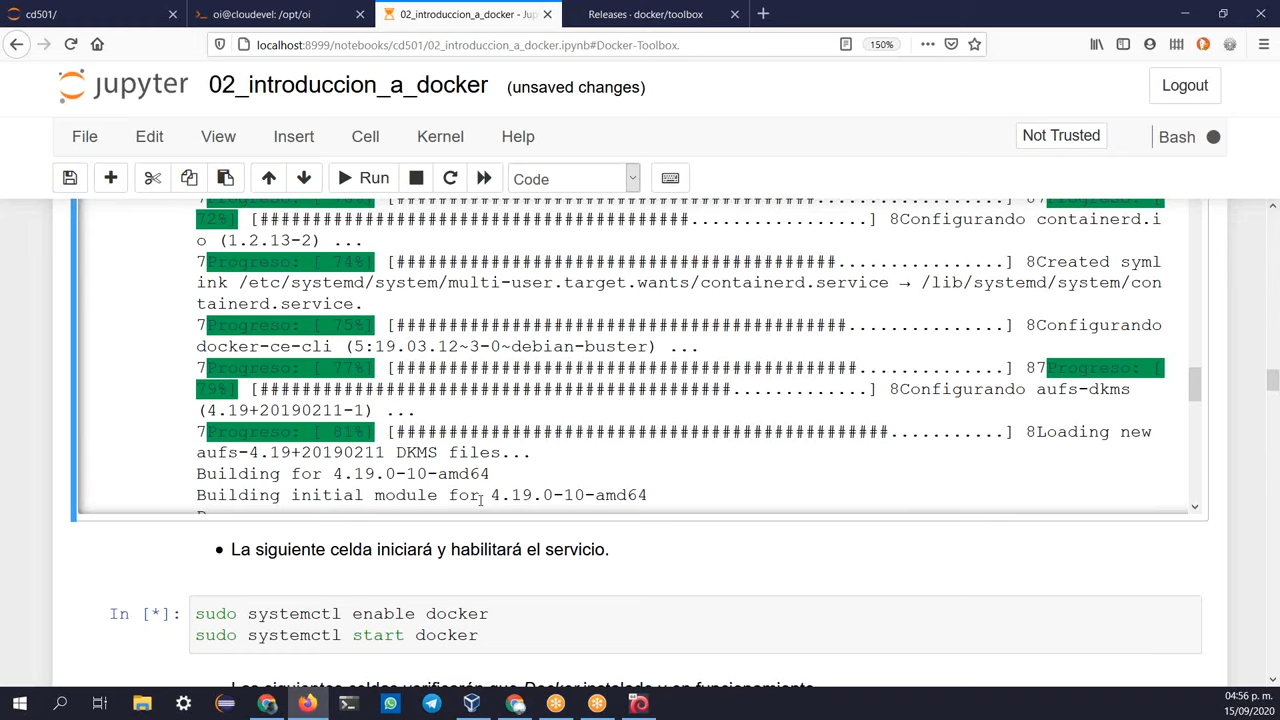 cd501/
oi@cloudevel: /opt/oi
02_introduccion_a_docker - Jup
Releases · docker/toolbox
localhost:8999/notebooks/cd501/02_introduccion_a_docker.ipynb#Docker-Toolbox.
150%
jupyter 02_introduccion_a_docker (unsaved changes)
Logout
File Edit View Insert Cell Kernel Help
Not Trusted
Bash
Run
Code
72%] [#########################################.................] 8Configurando containerd.i
o (1.2.13-2) ...
7Progreso: [ 74%] [##########################################................] 8Created syml
ink /etc/systemd/system/multi-user.target.wants/containerd.service → /lib/systemd/system/con
tainerd.service.
7Progreso: [ 75%] [###########################################...............] 8Configurando
docker-ce-cli (5:19.03.12~3-0~debian-buster) ...
7Progreso: [ 77%] [############################################..............] 87Progreso: [
79%] [##############################################.............] 8Configurando aufs-dkms
(4.19+20190211-1) ...
7Progreso: [ 81%] [###############################################...........] 8Loading new
aufs-4.19+20190211 DKMS files...
Building for 4.19.0-10-amd64
Building initial module for 4.19.0-10-amd64
• La siguiente celda iniciará y habilitará el servicio.
In [*]:
sudo systemctl enable docker
sudo systemctl start docker
04:56 p. m.
15/09/2020